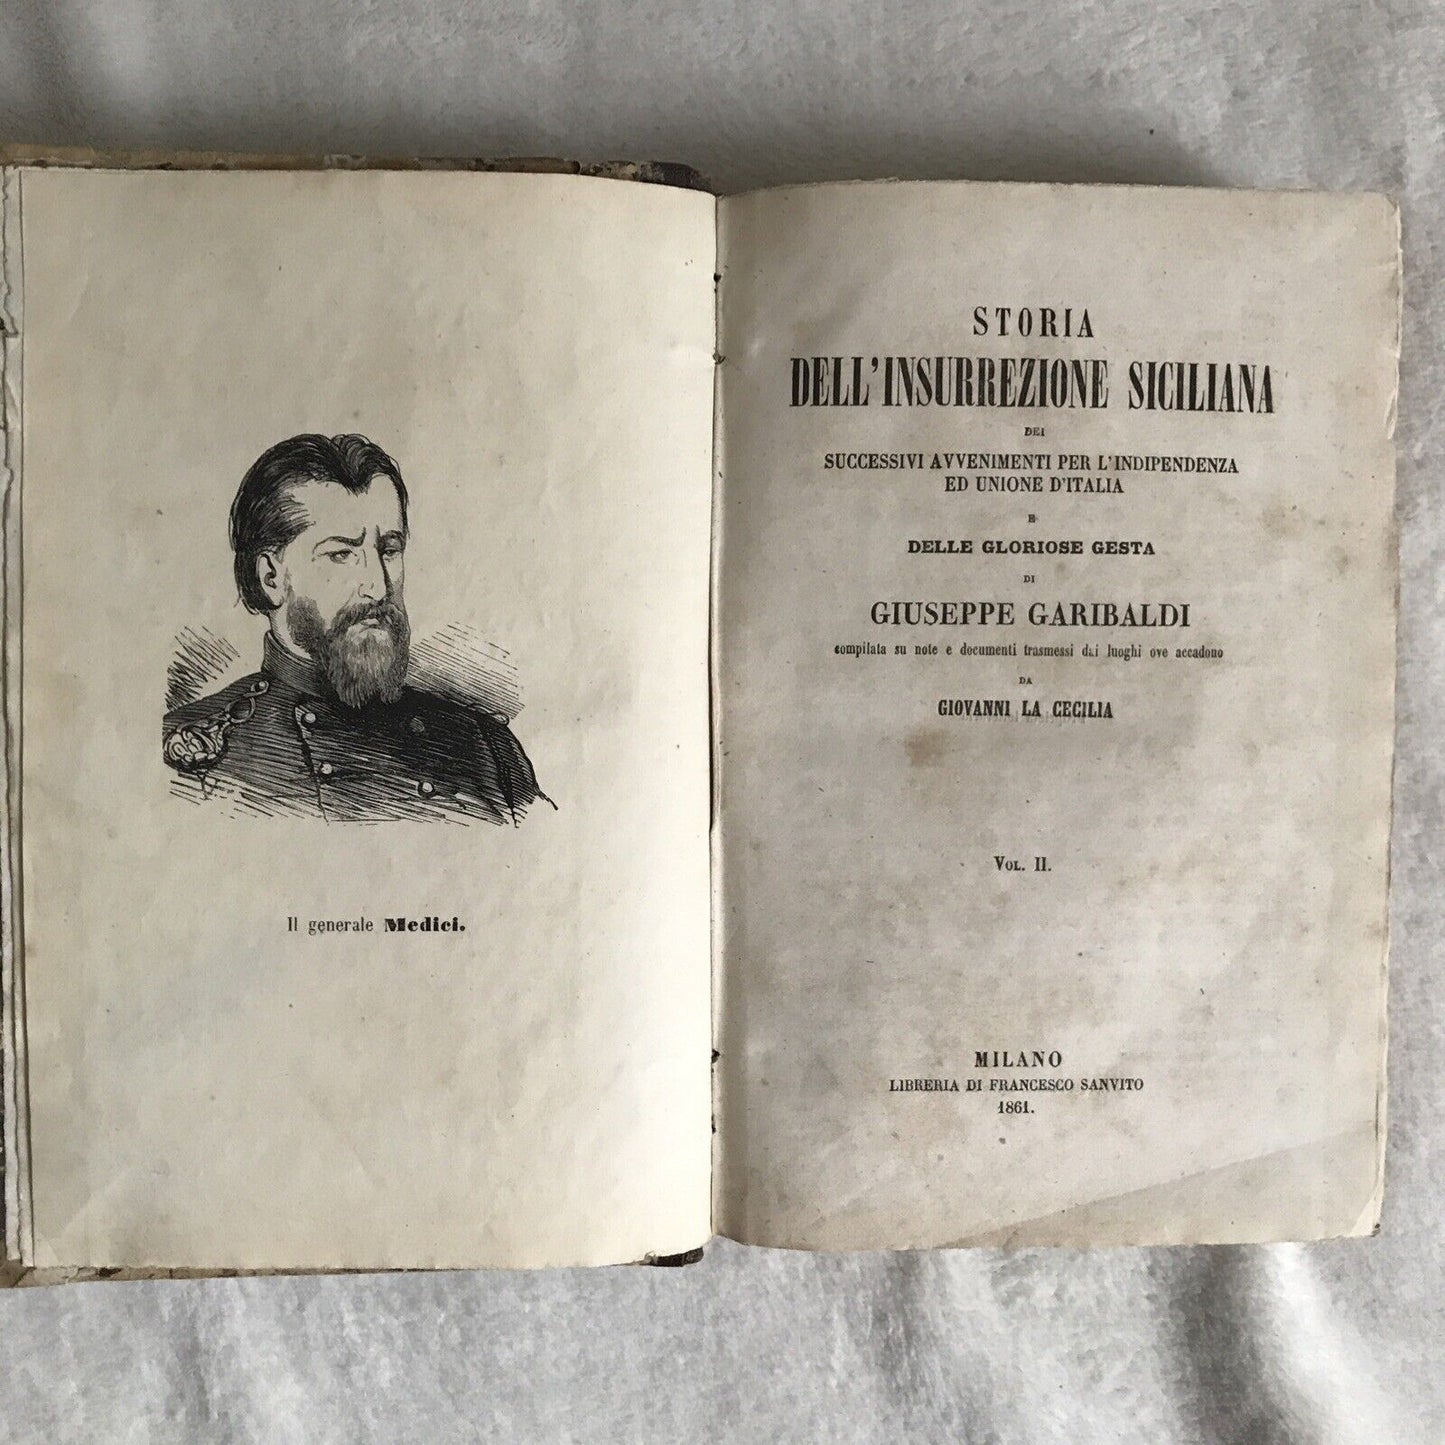 Il generale Medici.
STORIA
DELL'INSURREZIONE SICILIANA
DEI
SUCCESSIVI AVVENIMENTI PER L'INDIPENDENZA
ED UNIONE D'ITALIA
E
DELLE GLORIOSE GESTA
DI
GIUSEPPE GARIBALDI
compilata su note e documenti trasmessi dai luoghi ove accadono
DA
GIOVANNI LA CECILIA
VOL. II.
MILANO
LIBRERIA DI FRANCESCO SANVITO
1861.